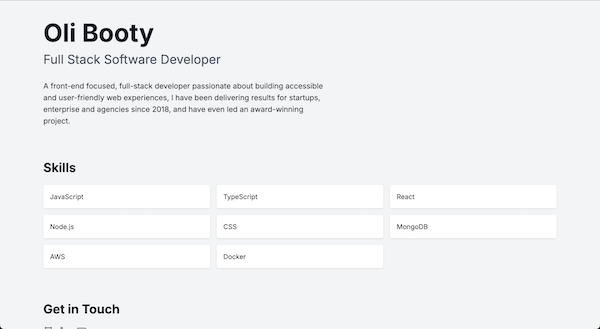 Oli Booty
Full Stack Software Developer
A front-end focused, full-stack developer passionate about building accessible
and user-friendly web experiences, I have been delivering results for startups,
enterprise and agencies since 2018, and have even led an award-winning
project.
Skills
JavaScript
TypeScript
React
Node.js
CSS
MongoDB
AWS
Docker
Get in Touch